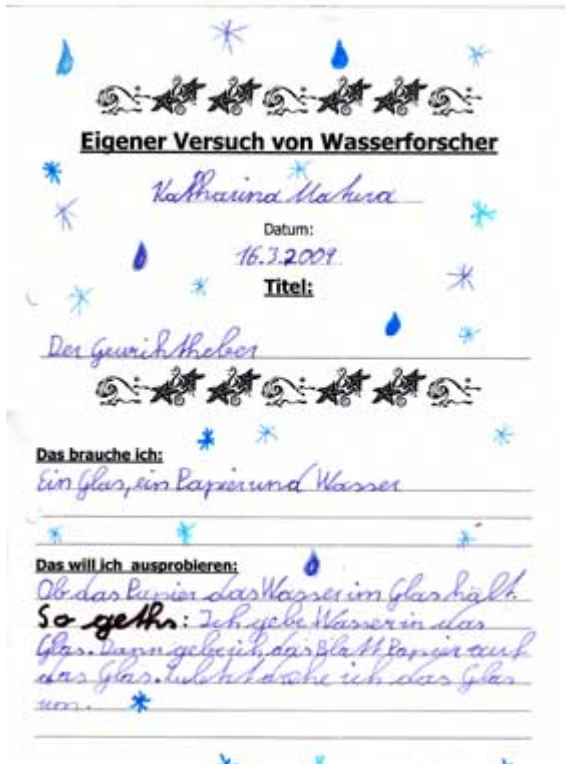 Eigener Versuch von Wasserforscher
Katharina Matura
Datum:
16.3.2009
Titel:
Der Gewichtheber
Das brauche ich:
Ein Glas, ein Papier und Wasser
Das will ich ausprobieren:
Ob das Papier das Wasser im Glas hält.
So geths: Ich gebe Wasser in das
Glas. Dann gebe ich das Blatt Papier auf
das Glas. Zuletzt drehe ich das Glas
um.